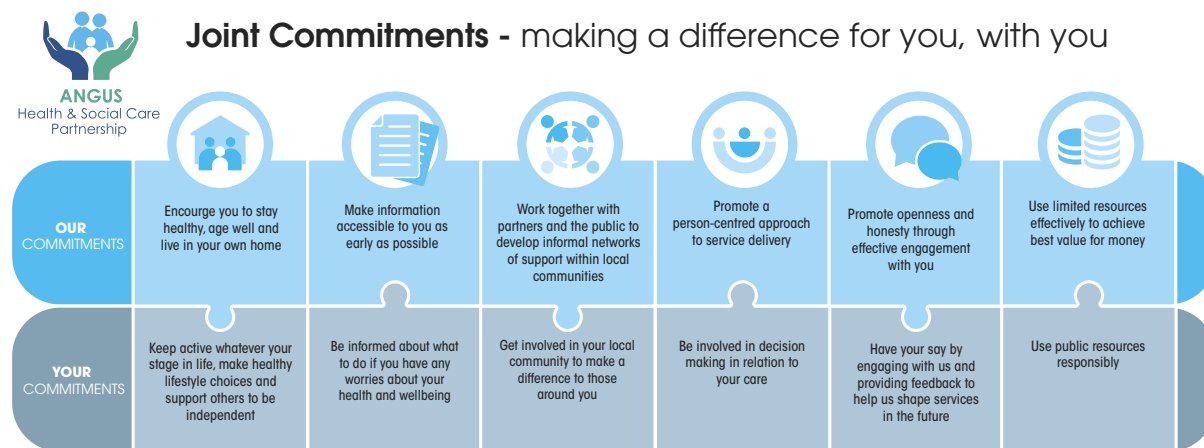 Joint Commitments - making a difference for you, with you
ANGUS
Health & Social Care
Partnership
OUR
COMMITMENTS
Encourge you to stay
healthy, age well and
live in your own home
Make information
accessible to you as
early as possible
Work together with
partners and the public to
develop informal networks
of support within local
communities
Promote a
person-centred approach
to service delivery
Promote openness and
honesty through
effective engagement
with you
Use limited resources
effectively to achieve
best value for money
YOUR
COMMITMENTS
Keep active whatever your
stage in life, make healthy
lifestyle choices and
support others to be
independent
Be informed about what
to do if you have any
worries about your
health and wellbeing
Get involved in your local
community to make a
difference to those
around you
Be involved in decision
making in relation to
your care
Have your say by
engaging with us and
providing feedback to
help us shape services
in the future
Use public resources
responsibly